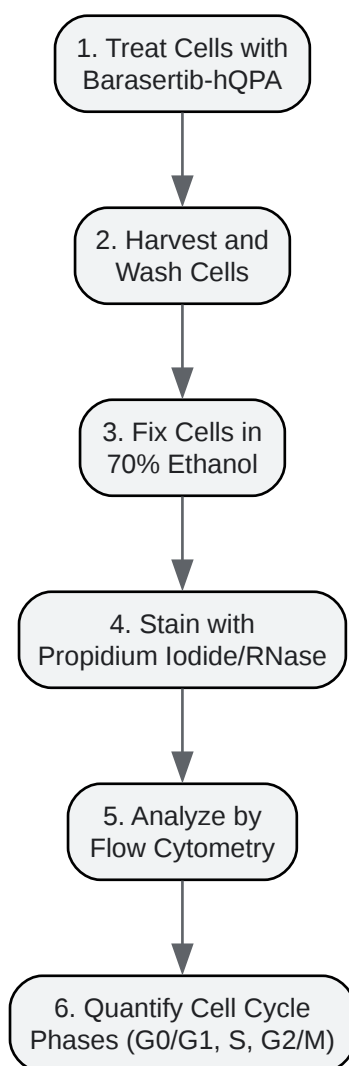 1. Treat Cells with
Barasertib-hQPA
2. Harvest and
Wash Cells
3. Fix Cells in
70% Ethanol
4. Stain with
Propidium Iodide/RNase
5. Analyze by
Flow Cytometry
6. Quantify Cell Cycle
Phases (G0/G1, S, G2/M)